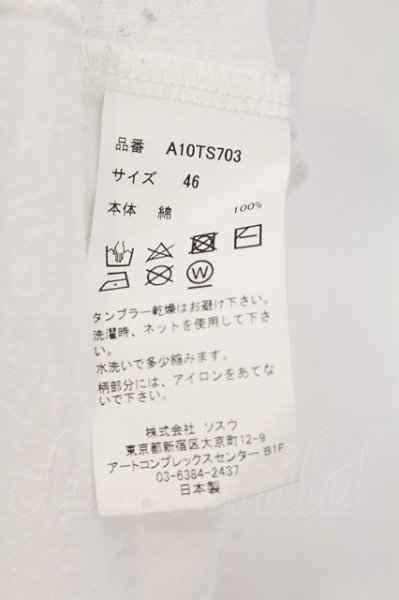 品番 A10TS703
サイズ 46
本体 綿 100%
W
タンブラー乾燥はお避け下さい。
洗濯時、ネットを使用して下さ
い。
水洗いで多少縮みます。
柄部分には、アイロンをあてな
いで下さい。
株式会社 ソスウ
東京都新宿区大京町12-9
アートコンプレックスセンター B1F
03-6384-2437
日本製